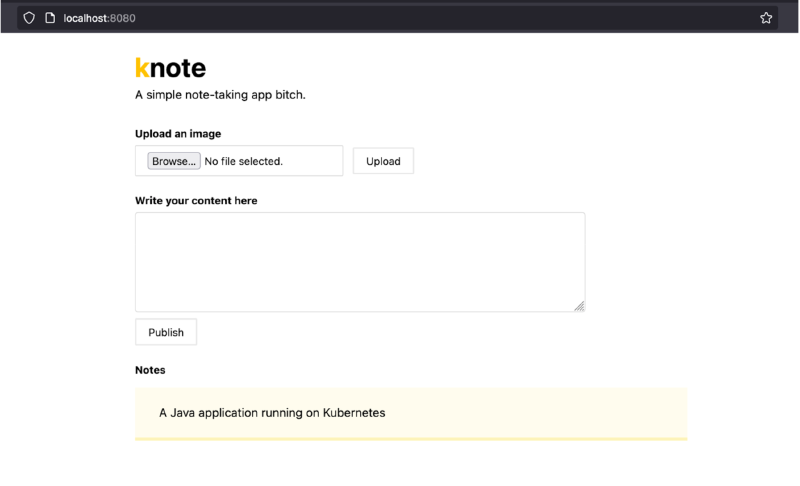 localhost:8080
knote
A simple note-taking app bitch.
Upload an image
Browse... No file selected. Upload
Write your content here
Publish
Notes
A Java application running on Kubernetes